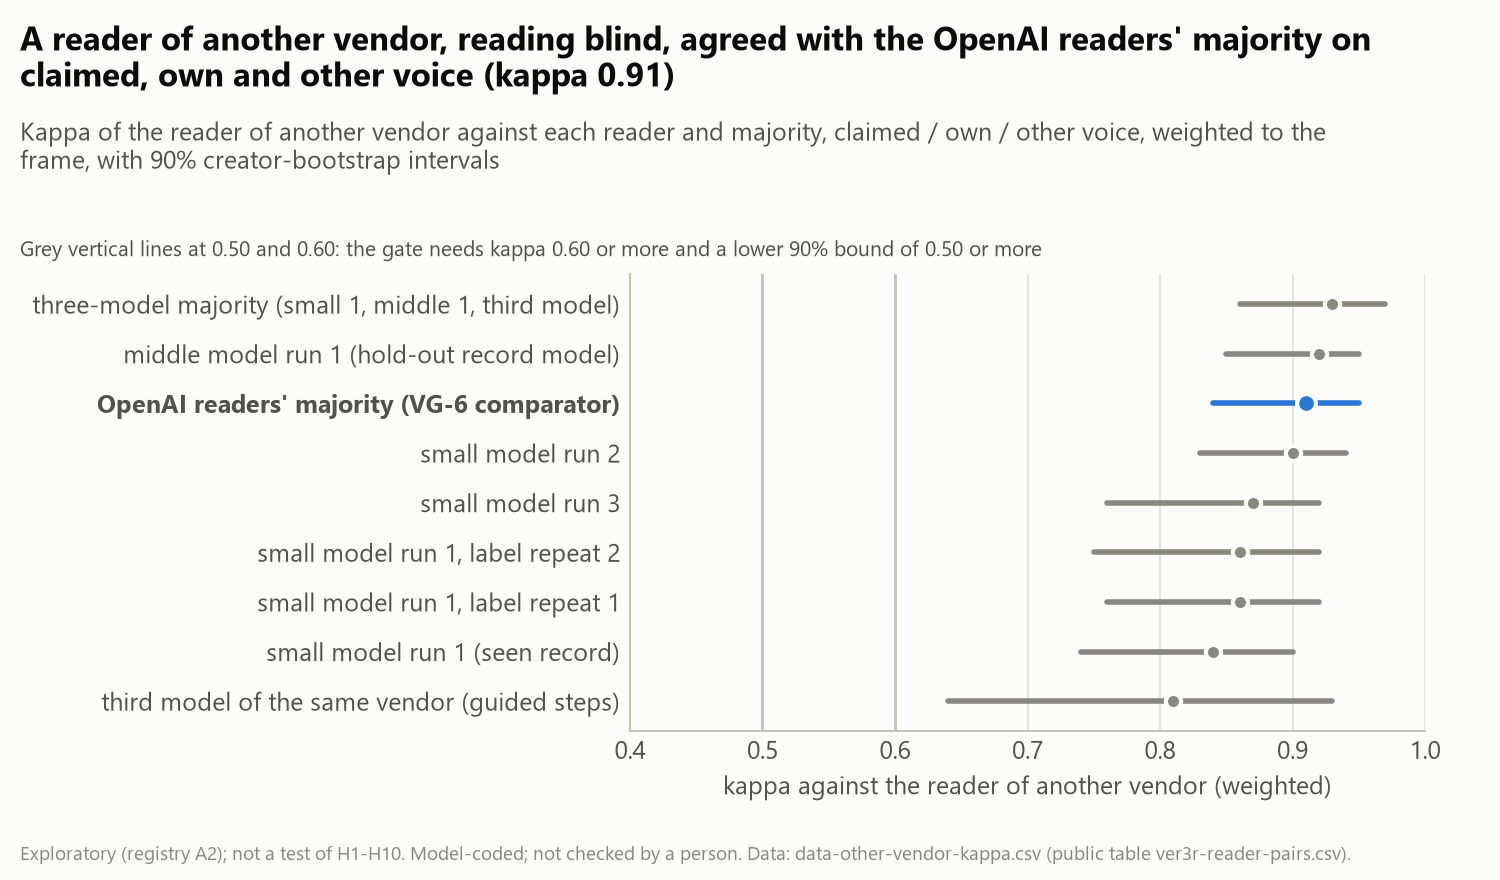 A reader of another vendor, reading blind, agreed with the OpenAI readers' majority on
claimed, own and other voice (kappa 0.91)
Kappa of the reader of another vendor against each reader and majority, claimed / own / other voice, weighted to the
frame, with 90% creator-bootstrap intervals
Grey vertical lines at 0.50 and 0.60: the gate needs kappa 0.60 or more and a lower 90% bound of 0.50 or more
three-model majority (small 1, middle 1, third model)
middle model run 1 (hold-out record model)
OpenAI readers' majority (VG-6 comparator)
small model run 2
small model run 3
small model run 1, label repeat 2
small model run 1, label repeat 1
small model run 1 (seen record)
third model of the same vendor (guided steps)
0.4 0.5 0.6 0.7 0.8 0.9 1.0
kappa against the reader of another vendor (weighted)
Exploratory (registry A2); not a test of H1-H10. Model-coded; not checked by a person. Data: data-other-vendor-kappa.csv (public table ver3r-reader-pairs.csv).